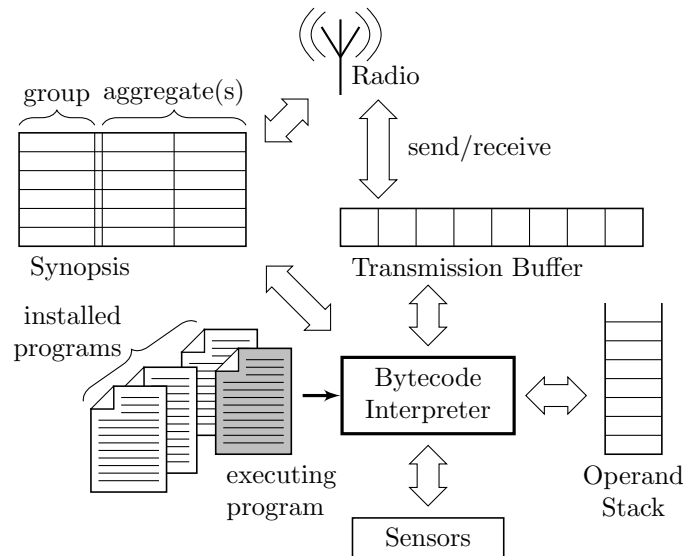 Radio
group aggregate(s)
send/receive
Synopsis
Transmission Buffer
installed
programs
Bytecode
Interpreter
executing
program
Operand
Stack
Sensors